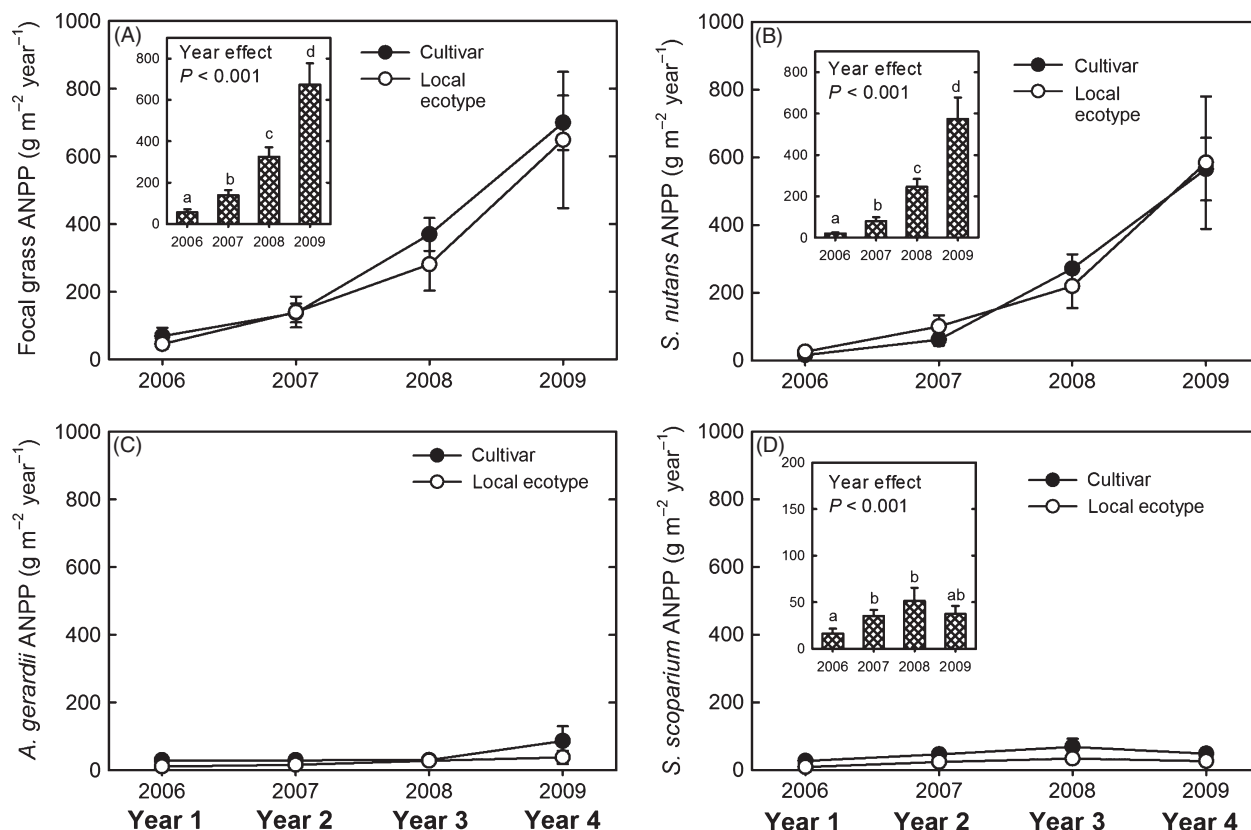 (A)
Focal grass ANPP (g m⁻² year⁻¹)
1000
800
600
400
200
0
2006 2007 2008 2009
Cultivar
Local
ecotype
Year effect
P < 0.001
800
600
400
200
0
a b c d
2006 2007 2008 2009
(B)
S. nutans ANPP (g m⁻² year⁻¹)
1000
800
600
400
200
0
2006 2007 2008 2009
Cultivar
Local
ecotype
Year effect
P < 0.001
800
600
400
200
0
a b c d
2006 2007 2008 2009
(C)
A. gerardii ANPP (g m⁻² year⁻¹)
1000
800
600
400
200
0
Cultivar
Local ecotype
2006 2007 2008 2009
Year 1 Year 2 Year 3 Year 4
(D)
S. scoparium ANPP (g m⁻² year⁻¹)
1000
800
600
400
200
0
Cultivar
Local ecotype
Year effect
P < 0.001
200
150
100
50
0
a b b ab
2006 2007 2008 2009
2006 2007 2008 2009
Year 1 Year 2 Year 3 Year 4